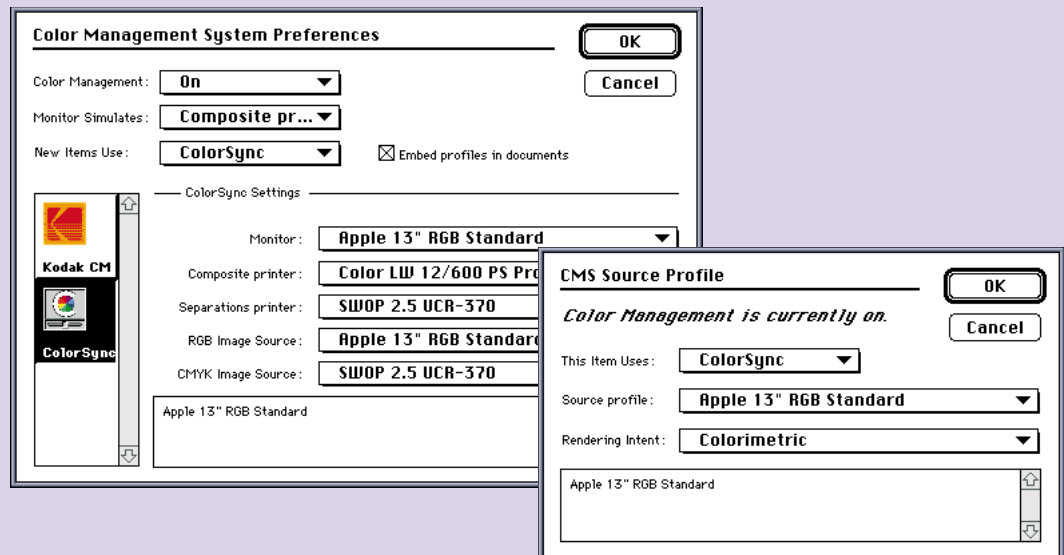 Color Management System Preferences
OK
Cancel
Color Management: On
Monitor Simulates: Composite pr...
New Items Use: ColorSync
Embed profiles in documents
Kodak CM
ColorSync
ColorSync Settings
Monitor: Apple 13" RGB Standard
Composite printer: Color LW 12/600 PS Pro
Separations printer: SWOP 2.5 UCR-370
RGB Image Source: Apple 13" RGB Standard
CMYK Image Source: SWOP 2.5 UCR-370
Apple 13" RGB Standard
CMS Source Profile
OK
Color Management is currently on.
Cancel
This Item Uses: ColorSync
Source profile: Apple 13" RGB Standard
Rendering Intent: Colorimetric
Apple 13" RGB Standard